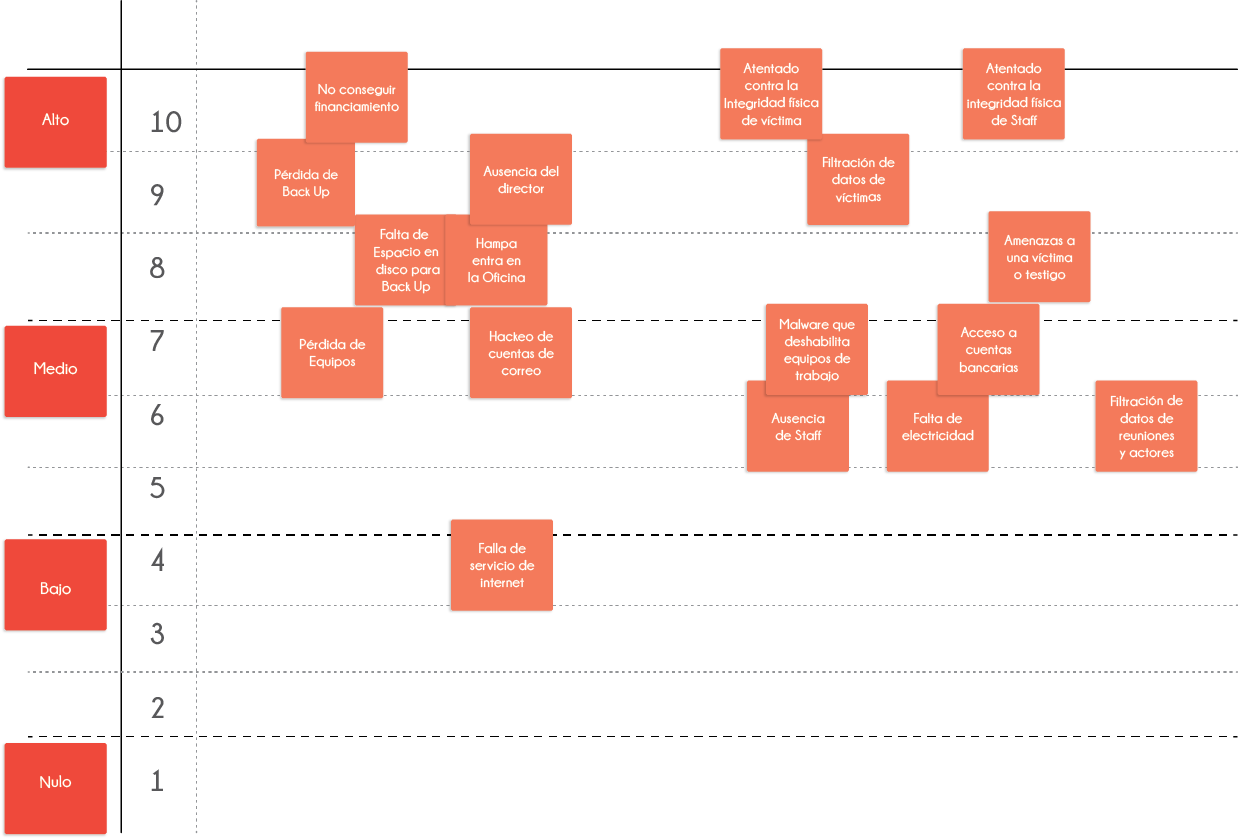 Alto
10
No conseguir
financiamiento
Atentado
contra la
Integridad física
de víctima
Atentado
contra la
integridad física
de Staff
9
Pérdida de
Back Up
Ausencia del
director
Filtración de
datos de
víctimas
8
Falta de
Espacio en
disco para
Back Up
Hampa
entra en
la Oficina
Amenazas a
una víctima
o testigo
Medio
7
Pérdida de
Equipos
Hackeo de
cuentas de
correo
Malware que
deshabilita
equipos de
trabajo
Acceso a
cuentas
bancarias
6
Ausencia
de Staff
Falta de
electricidad
Filtración de
datos de
reuniones
y actores
5
Bajo
4
Falla de
servicio de
internet
3
2
Nulo
1